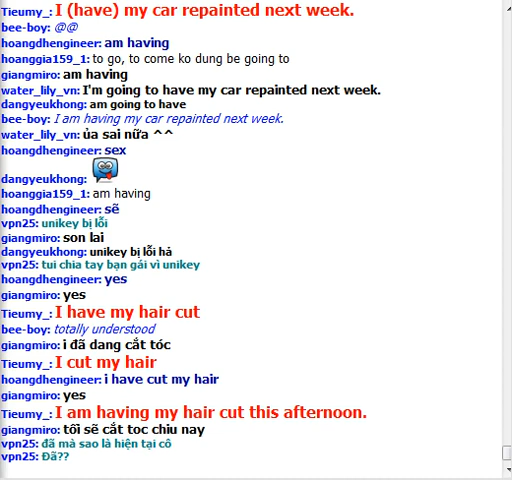 Tieumy_: I (have) my car repainted next week.
bee-boy: @@
hoangdhengineer: am having
hoanggia159_1: to go, to come ko dung be going to
giangmiro: am having
water_lily_vn: I'm going to have my car repainted next week.
dangyeukhong: am going to have
bee-boy: I am having my car repainted next week.
water_lily_vn: ủa sai nữa ^^
hoangdhengineer: sex
dangyeukhong:
hoanggia159_1: am having
hoangdhengineer: sẽ
vpn25: unikey bị lỗi
giangmiro: son lai
dangyeukhong: unikey bị lỗi hả
vpn25: tui chia tay bạn gái vì unikey
hoangdhengineer: yes
giangmiro: yes
Tieumy_: I have my hair cut
bee-boy: totally understood
giangmiro: i đã dang cắt tóc
Tieumy_: I cut my hair
hoangdhengineer: i have cut my hair
giangmiro: yes
Tieumy_: I am having my hair cut this afternoon.
giangmiro: tôi sẽ cắt toc chiu nay
vpn25: đã mà sao là hiện tại cô
vpn25: Đã??